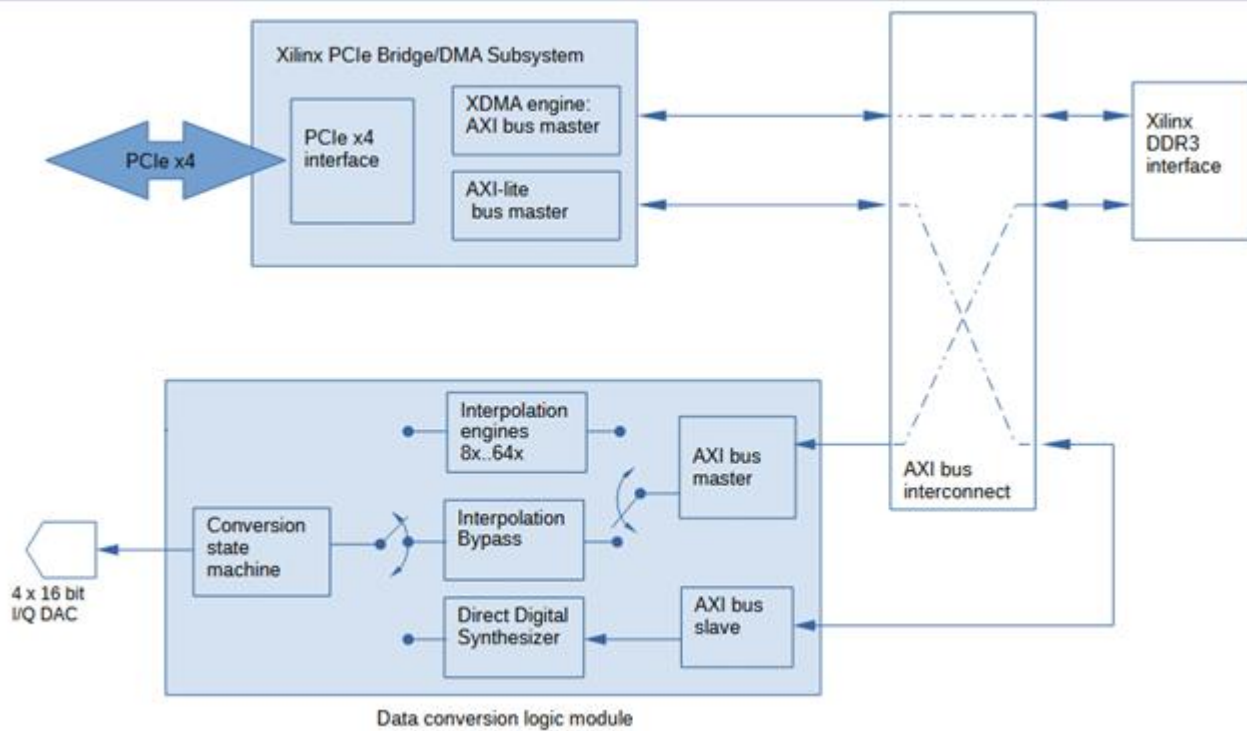 Xilinx PCIe Bridge/DMA Subsystem
PCIe x4
PCIe x4
interface
XDMA engine:
AXI bus master
AXI-lite
bus master
Xilinx
DDR3
interface
AXI bus
interconnect
Interpolation
engines
8x..64x
AXI bus
master
Conversion
state
machine
Interpolation
Bypass
4 x 16 bit
I/Q DAC
Direct Digital
Synthesizer
AXI bus
slave
Data conversion logic module